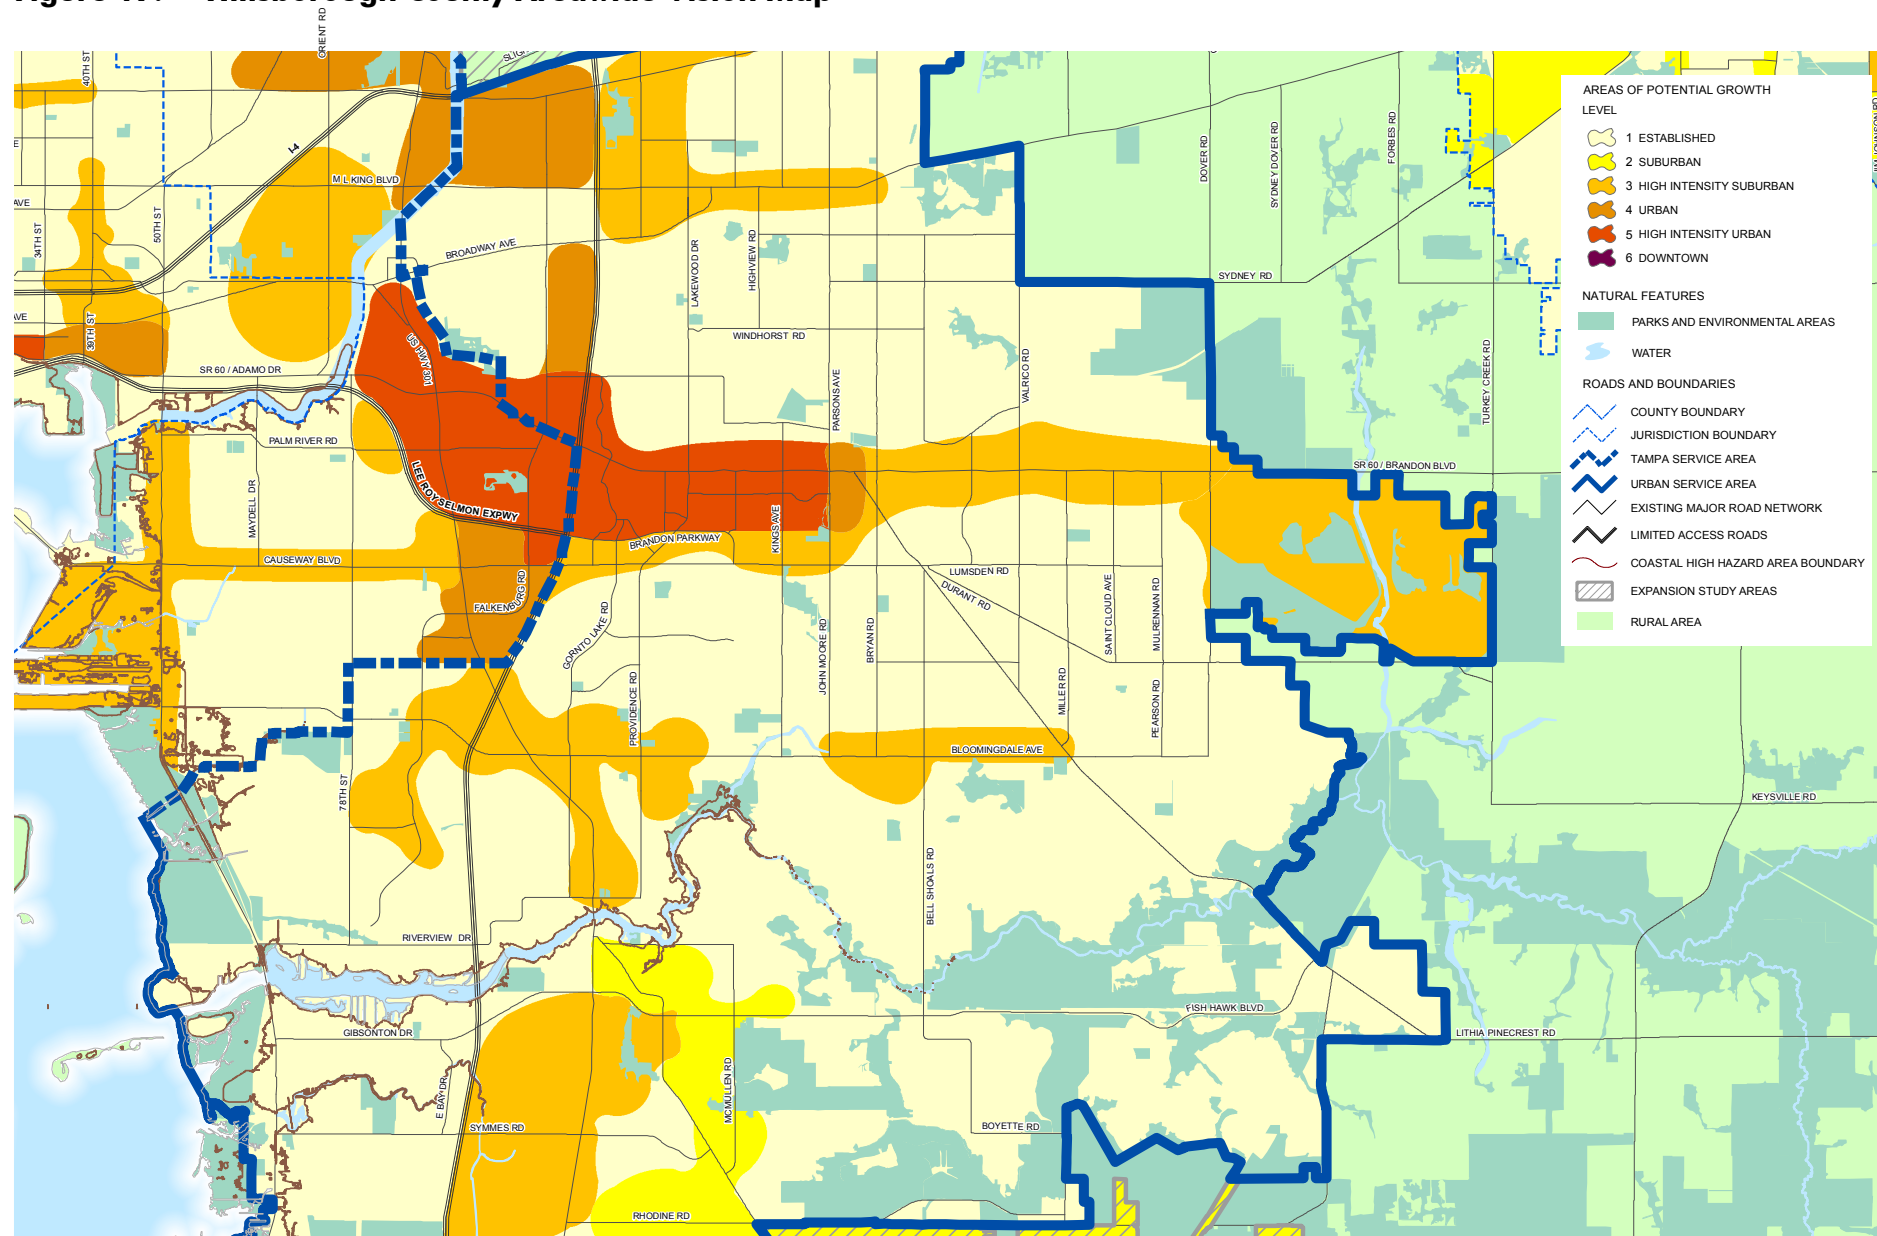 40TH ST
ORIENT RD
I-4
M L KING BLVD
AVE
34TH ST
50TH ST
BROADWAY AVE
LAKEWOOD DR
HIGHVIEW RD
DOVER RD
SYDNEY DOVER RD
FORBES RD
SYDNEY RD
AVE
39TH ST
US HWY 301
WINDHORST RD
SR 60 / ADAMO DR
PARSONS AVE
VALRICO RD
TURKEY CREEK RD
PALM RIVER RD
LEE ROY SELMON EXPWY
SR 60 / BRANDON BLVD
MAYDELL DR
KINGS AVE
BRANDON PARKWAY
CAUSEWAY BLVD
LUMSDEN RD
DURANT RD
FALKENBURG RD
GORNTO LAKE RD
JOHN MOORE RD
BRYAN RD
SAINT CLOUD AVE
MULRENNAN RD
PROVIDENCE RD
MILLER RD
PEARSON RD
BLOOMINGDALE AVE
78TH ST
KEYSVILLE RD
BELL SHOALS RD
RIVERVIEW DR
FISH HAWK BLVD
GIBSONTON DR
LITHIA PINECREST RD
E BAY DR
MCMULLEN RD
SYMMES RD
BOYETTE RD
RHODINE RD
AREAS OF POTENTIAL GROWTH
LEVEL
1 ESTABLISHED
2 SUBURBAN
3 HIGH INTENSITY SUBURBAN
4 URBAN
5 HIGH INTENSITY URBAN
6 DOWNTOWN
NATURAL FEATURES
PARKS AND ENVIRONMENTAL AREAS
WATER
ROADS AND BOUNDARIES
COUNTY BOUNDARY
JURISDICTION BOUNDARY
TAMPA SERVICE AREA
URBAN SERVICE AREA
EXISTING MAJOR ROAD NETWORK
LIMITED ACCESS ROADS
COASTAL HIGH HAZARD AREA BOUNDARY
EXPANSION STUDY AREAS
RURAL AREA